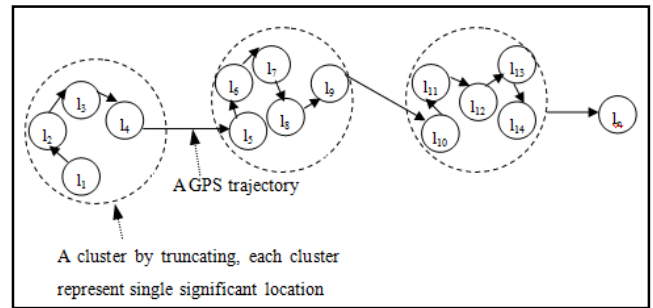 l1
l2
l3
l4
l5
l6
l7
l8
l9
l10
l11
l12
l13
l14
A GPS trajectory
A cluster by truncating, each cluster
represent single significant location